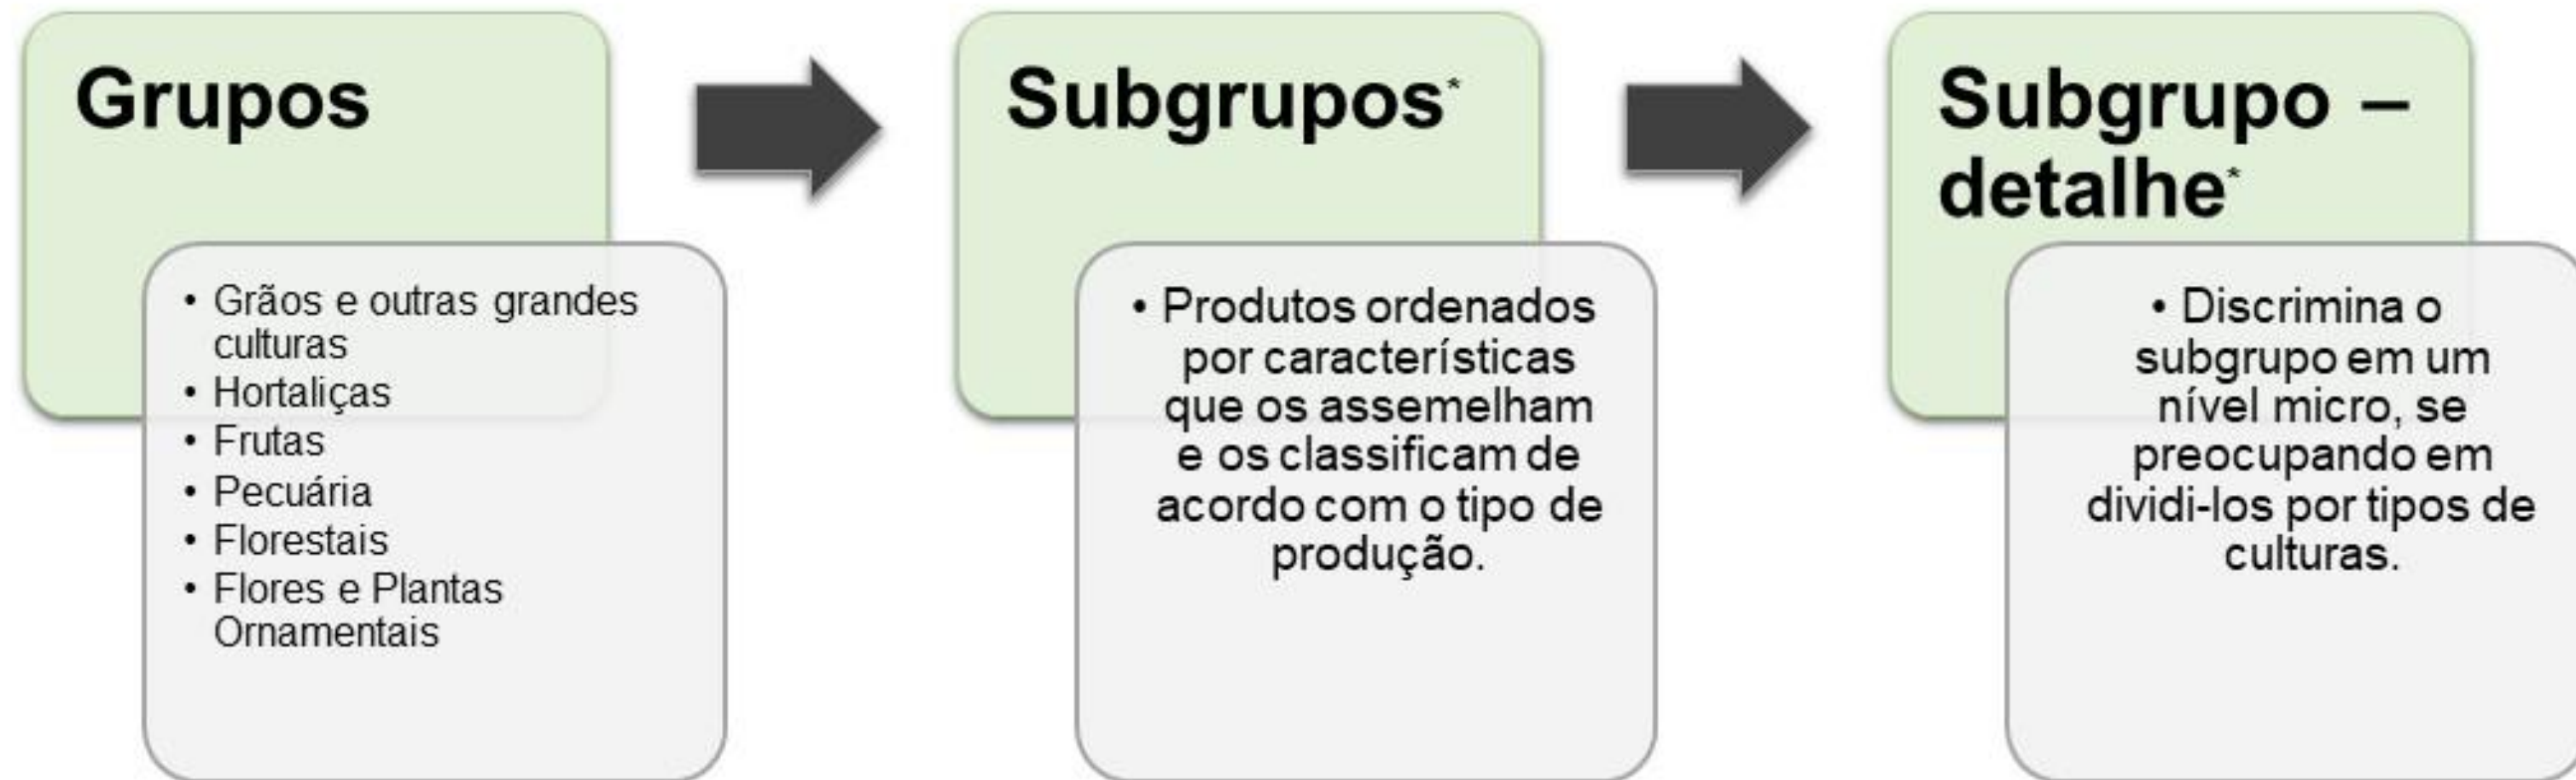 Grupos
• Grãos e outras grandes
culturas
• Hortaliças
• Frutas
• Pecuária
• Florestais
• Flores e Plantas
Ornamentais
Subgrupos*
• Produtos ordenados
por características
que os assemelham
e os classificam de
acordo com o tipo de
produção.
Subgrupo –
detalhe*
• Discrimina o
subgrupo em um
nível micro, se
preocupando em
dividi-los por tipos de
culturas.